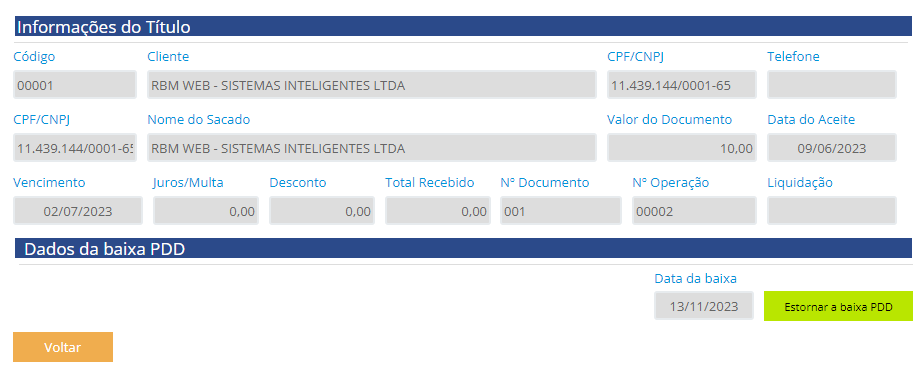 Informações do Título
Código Cliente CPF/CNPJ Telefone
00001 RBM WEB - SISTEMAS INTELIGENTES LTDA 11.439.144/0001-65
CPF/CNPJ Nome do Sacado Valor do Documento Data do Aceite
11.439.144/0001-65 RBM WEB - SISTEMAS INTELIGENTES LTDA 10,00 09/06/2023
Vencimento Juros/Multa Desconto Total Recebido Nº Documento Nº Operação Liquidação
02/07/2023 0,00 0,00 0,00 001 00002
Dados da baixa PDD
Data da baixa
13/11/2023 Estornar a baixa PDD
Voltar